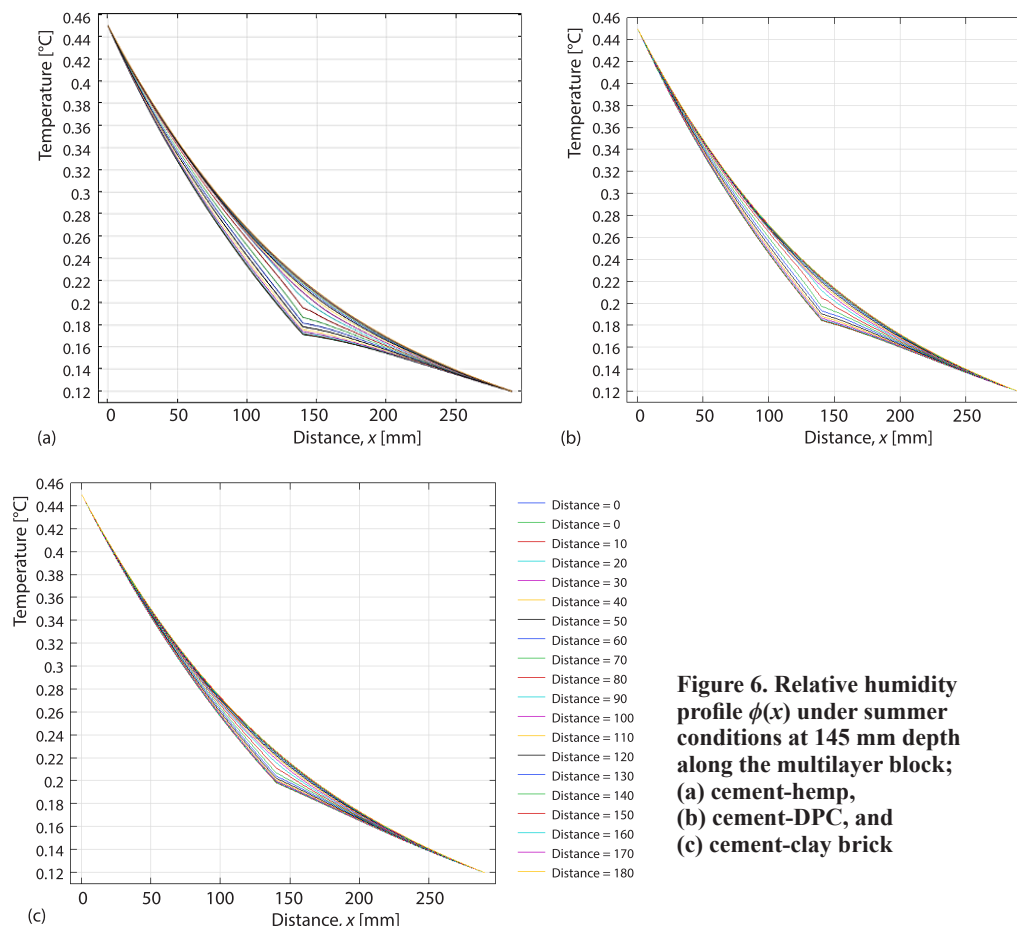 0.46
0.44
0.42
0.4
0.38
0.36
0.34
0.32
0.3
0.28
0.26
0.24
0.22
0.2
0.18
0.16
0.14
0.12
Temperature [°C]
0 50 100 150 200 250
Distance, x [mm]
(a)
0.46
0.44
0.42
0.4
0.38
0.36
0.34
0.32
0.3
0.28
0.26
0.24
0.22
0.2
0.18
0.16
0.14
0.12
Temperature [°C]
0 50 100 150 200 250
Distance, x [mm]
(b)
0.46
0.44
0.42
0.4
0.38
0.36
0.34
0.32
0.3
0.28
0.26
0.24
0.22
0.2
0.18
0.16
0.14
0.12
Temperature [°C]
0 50 100 150 200 250
Distance, x [mm]
(c)
Distance = 0
Distance = 0
Distance = 10
Distance = 20
Distance = 30
Distance = 40
Distance = 50
Distance = 60
Distance = 70
Distance = 80
Distance = 90
Distance = 100
Distance = 110
Distance = 120
Distance = 130
Distance = 140
Distance = 150
Distance = 160
Distance = 170
Distance = 180
Figure 6. Relative humidity
profile ϕ(x) under summer
conditions at 145 mm depth
along the multilayer block;
(a) cement-hemp,
(b) cement-DPC, and
(c) cement-clay brick